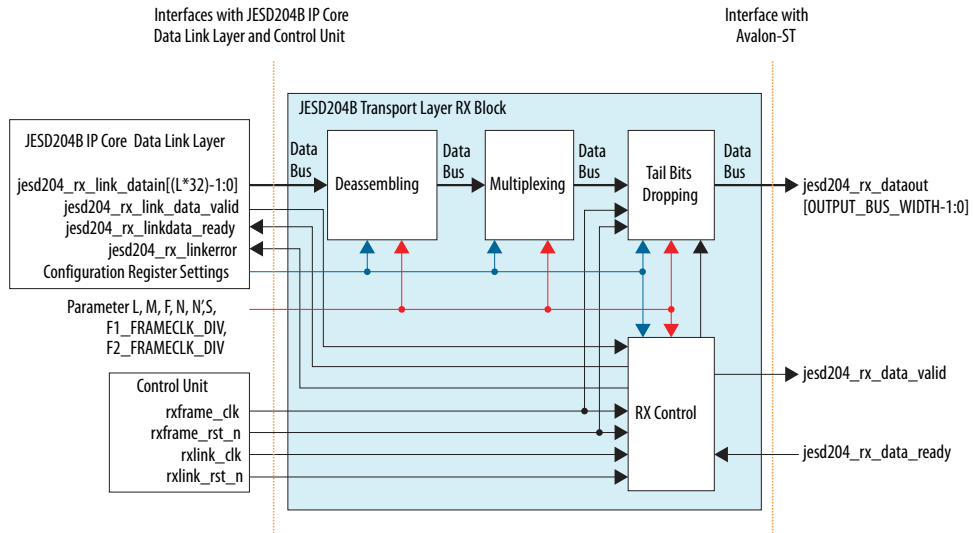 Interfaces with JESD204B IP Core
Data Link Layer and Control Unit
Interface with
Avalon-ST
JESD204B Transport Layer RX Block
JESD204B IP Core Data Link Layer
jesd204_rx_link_datain[(L*32)-1:0]
jesd204_rx_link_data_valid
jesd204_rx_linkdata_ready
jesd204_rx_linkerror
Configuration Register Settings
Data
Bus
Deassembling
Data
Bus
Multiplexing
Data
Bus
Tail Bits
Dropping
Data
Bus
jesd204_rx_dataout
[OUTPUT_BUS_WIDTH-1:0]
Parameter L, M, F, N, N',S,
F1_FRAMECLK_DIV,
F2_FRAMECLK_DIV
Control Unit
rxframe_clk
rxframe_rst_n
rxlink_clk
rxlink_rst_n
RX Control
jesd204_rx_data_valid
jesd204_rx_data_ready